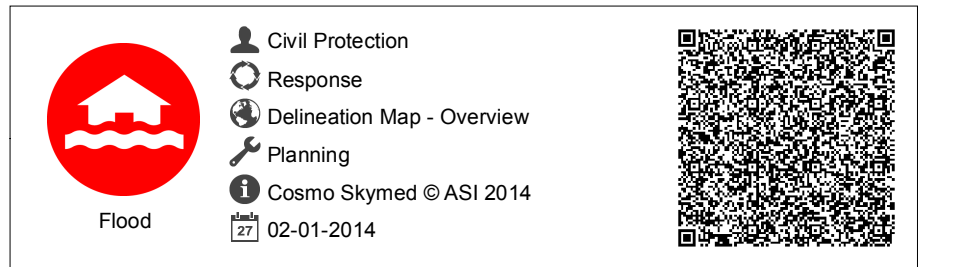 Civil Protection
Response
Delineation Map - Overview
Planning
Cosmo Skymed © ASI 2014
27 02-01-2014
Flood